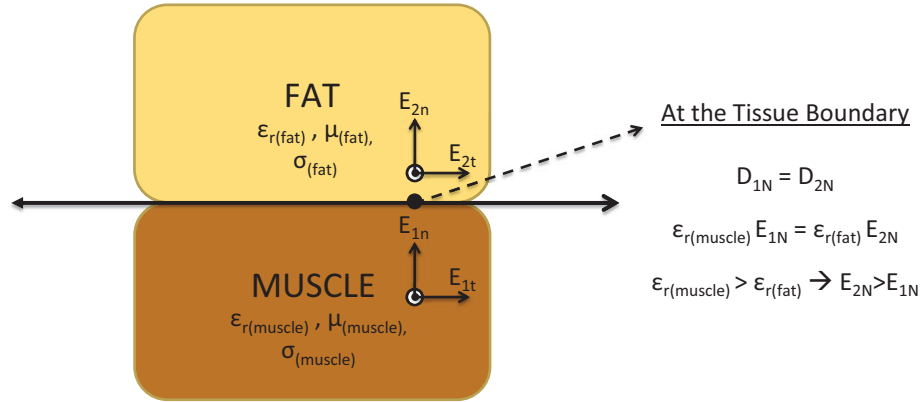 FAT
εr(fat) , μ(fat),
σ(fat)
E2n
E2t
E1n
E1t
MUSCLE
εr(muscle) , μ(muscle),
σ(muscle)
At the Tissue Boundary
D1N = D2N
εr(muscle) E1N = εr(fat) E2N
εr(muscle) > εr(fat) → E2N>E1N